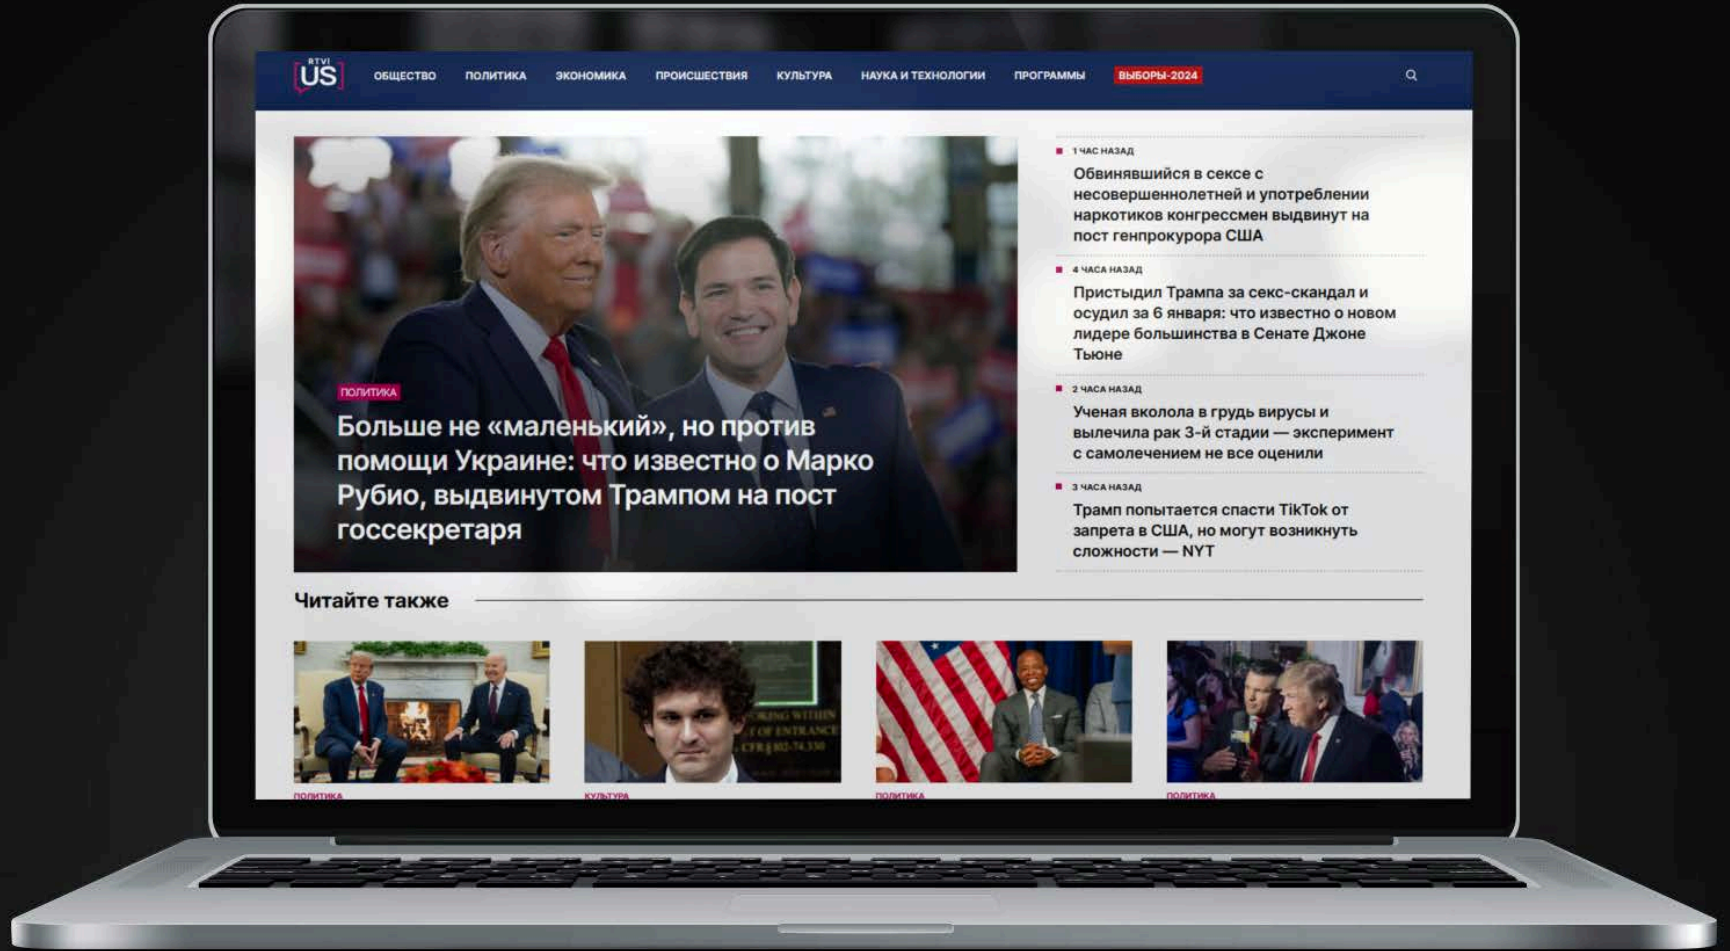 RTVI
US
ОБЩЕСТВО
ПОЛИТИКА
ЭКОНОМИКА
ПРОИСШЕСТВИЯ
КУЛЬТУРА
НАУКА И ТЕХНОЛОГИИ
ПРОГРАММЫ
ВЫБОРЫ-2024
ПОЛИТИКА
Больше не «маленький», но против
помощи Украине: что известно о Марко
Рубио, выдвинутом Трампом на пост
госсекретаря
1 ЧАС НАЗАД
Обвинявшийся в сексе с
несовершеннолетней и употреблении
наркотиков конгрессмен выдвинут на
пост генпрокурора США
4 ЧАСА НАЗАД
Пристыдил Трампа за секс-скандал и
осудил за 6 января: что известно о новом
лидере большинства в Сенате Джоне
Тьюне
2 ЧАСА НАЗАД
Ученая вколола в грудь вирусы и
вылечила рак 3-й стадии — эксперимент
с самолечением не все оценили
3 ЧАСА НАЗАД
Трамп попытается спасти TikTok от
запрета в США, но могут возникнуть
сложности — NYT
Читайте также
ПОЛИТИКА
КУЛЬТУРА
ПОЛИТИКА
ПОЛИТИКА